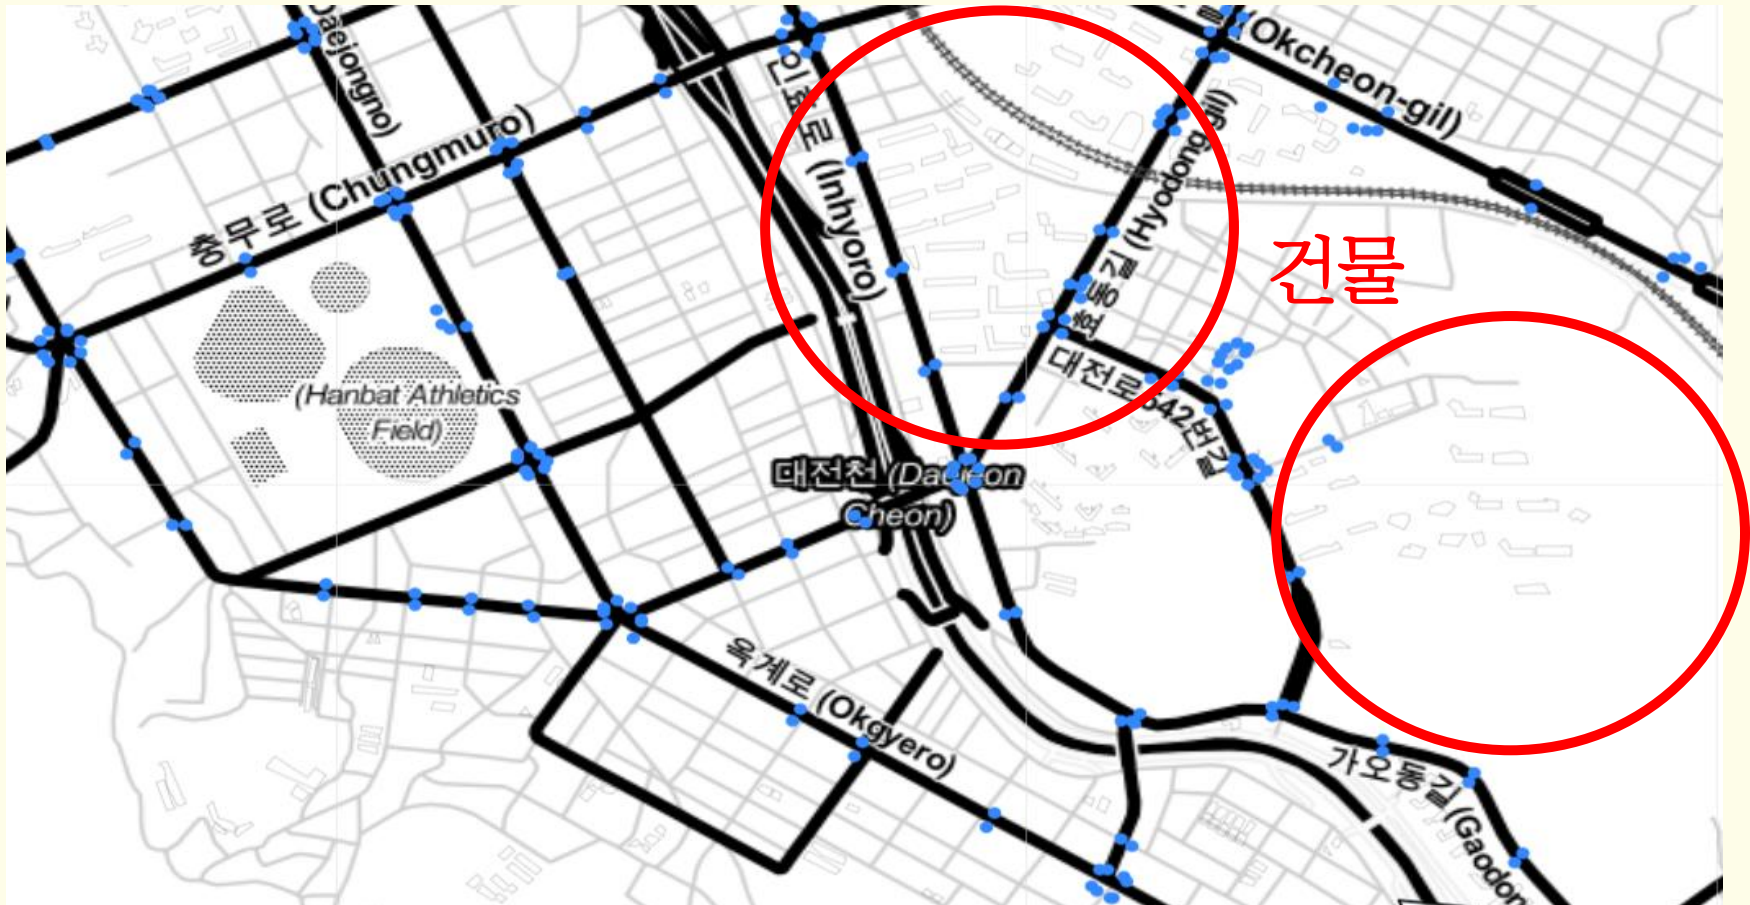 (Okcheon-gil)
Daejongno)
충무로 (Chungmuro)
인효로 (Inhyoro)
효동길 (Hyodong-gil)
건물
대전로542번길
(Hanbat Athletics
Field)
대전천 (Daejeon
Cheon)
옥계로 (Okgyero)
가오동길 (Gaodon